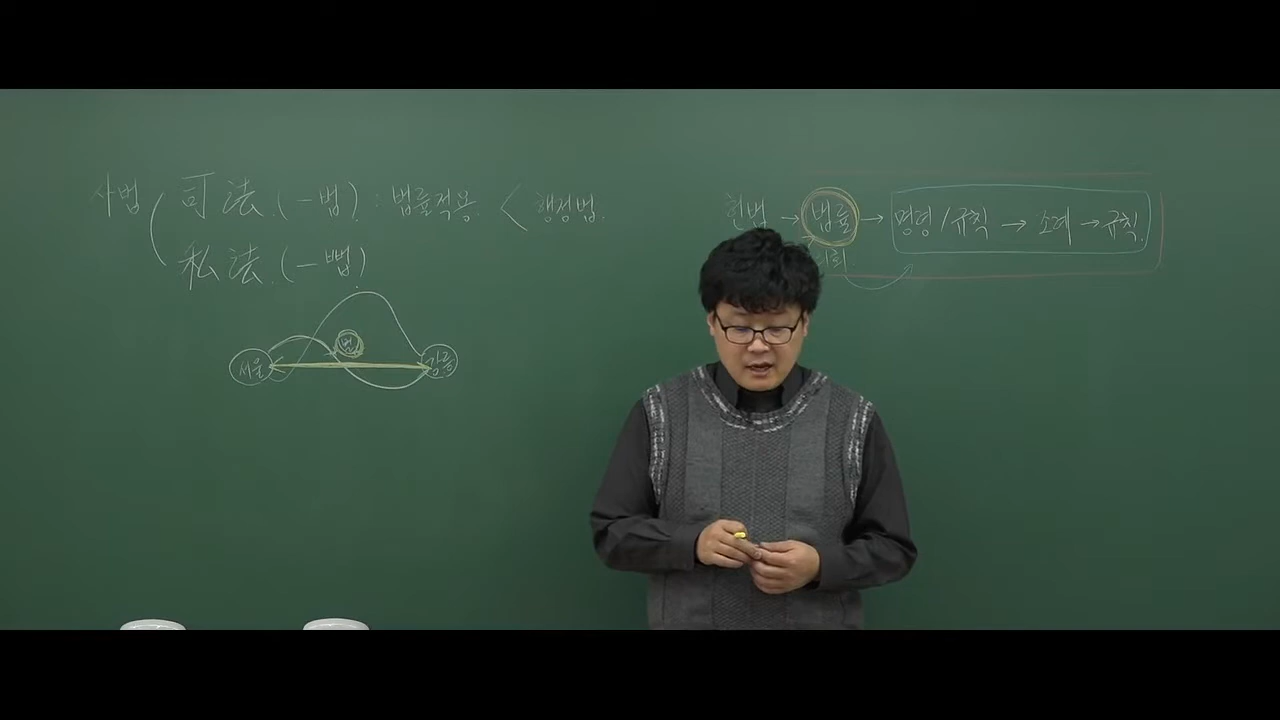 사법 ( 司法 (-법) : 법률적용 < 행정법.
私法 (-뻡)
서울 법 강릉
헌법 → 법률 → 명령/규칙 → 조례 → 규칙.